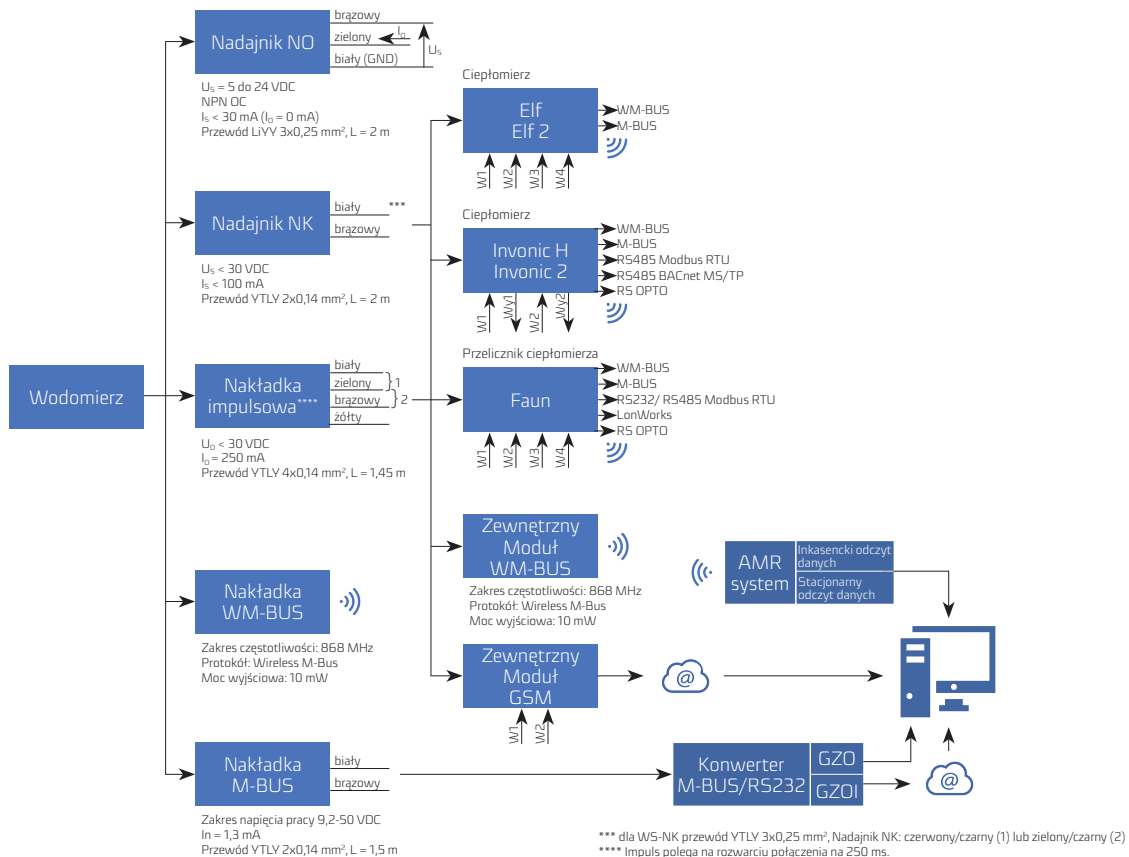 Wodomierz
Nadajnik NO
brązowy
zielony
I₀
biały (GND)
Uₛ
Uₛ = 5 do 24 VDC
NPN OC
Iₛ < 30 mA (I₀ = 0 mA)
Przewód LiYY 3x0,25 mm², L = 2 m
Nadajnik NK
biały
***
brązowy
Uₛ < 30 VDC
Iₛ < 100 mA
Przewód YTLY 2x0,14 mm², L = 2 m
Nakładka
impulsowa****
biały
zielony
1
brązowy
2
żółty
U₀ < 30 VDC
I₀ = 250 mA
Przewód YTLY 4x0,14 mm², L = 1,45 m
Nakładka
WM-BUS
Zakres częstotliwości: 868 MHz
Protokół: Wireless M-Bus
Moc wyjściowa: 10 mW
Nakładka
M-BUS
biały
brązowy
Zakres napięcia pracy 9,2-50 VDC
In = 1,3 mA
Przewód YTLY 2x0,14 mm², L = 1,5 m
Ciepłomierz
Elf
Elf 2
WM-BUS
M-BUS
W1
W2
W3
W4
Ciepłomierz
Invonic H
Invonic 2
WM-BUS
M-BUS
RS485 Modbus RTU
RS485 BACnet MS/TP
RS OPTO
W1
Wy1
W2
Wy2
Przelicznik ciepłomierza
Faun
WM-BUS
M-BUS
RS232/ RS485 Modbus RTU
LonWorks
RS OPTO
W1
W2
W3
W4
Zewnętrzny
Moduł
WM-BUS
Zakres częstotliwości: 868 MHz
Protokół: Wireless M-Bus
Moc wyjściowa: 10 mW
Zewnętrzny
Moduł
GSM
W1
W2
@
AMR
system
Inkasencki odczyt
danych
Stacjonarny
odczyt danych
Konwerter
M-BUS/RS232
GZO
GZOI
@
*** dla WS-NK przewód YTLY 3x0,25 mm², Nadajnik NK: czerwony/czarny (1) lub zielony/czarny (2)
**** Impuls polega na rozwarciu połączenia na 250 ms.